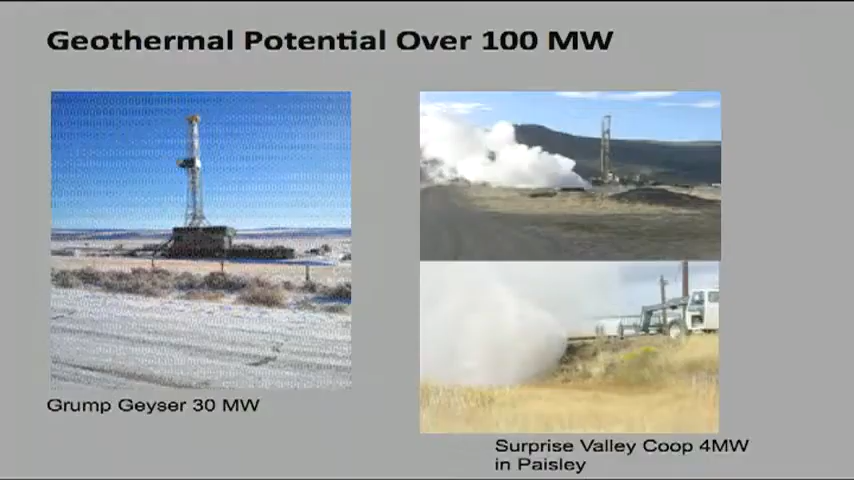 Geothermal Potential Over 100 MW
Grump Geyser 30 MW
Surprise Valley Coop 4MW
in Paisley